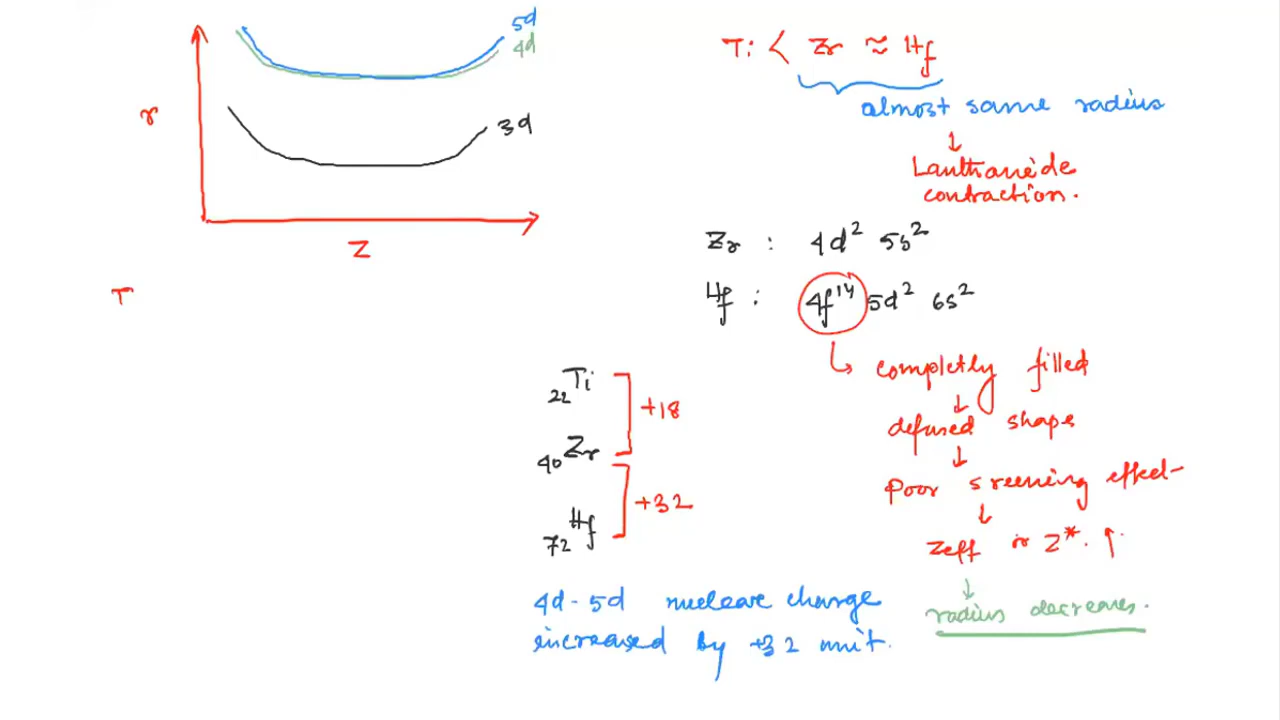 5d
4d
3d
r
Z
T
Ti < Zr ≈ Hf
almost same radius
↓
Lanthanide
contraction.
Zr : 4d² 5s²
Hf : 4f¹⁴ 5d² 6s²
completly filled
↓
defused shape
↓
Poor screening effect
↓
Zeff or Z* ↑
↓
radius decreases.
₂₂Ti
+18
₄₀Zr
+32
₇₂Hf
4d - 5d nucleare charge
increased by +32 unit.